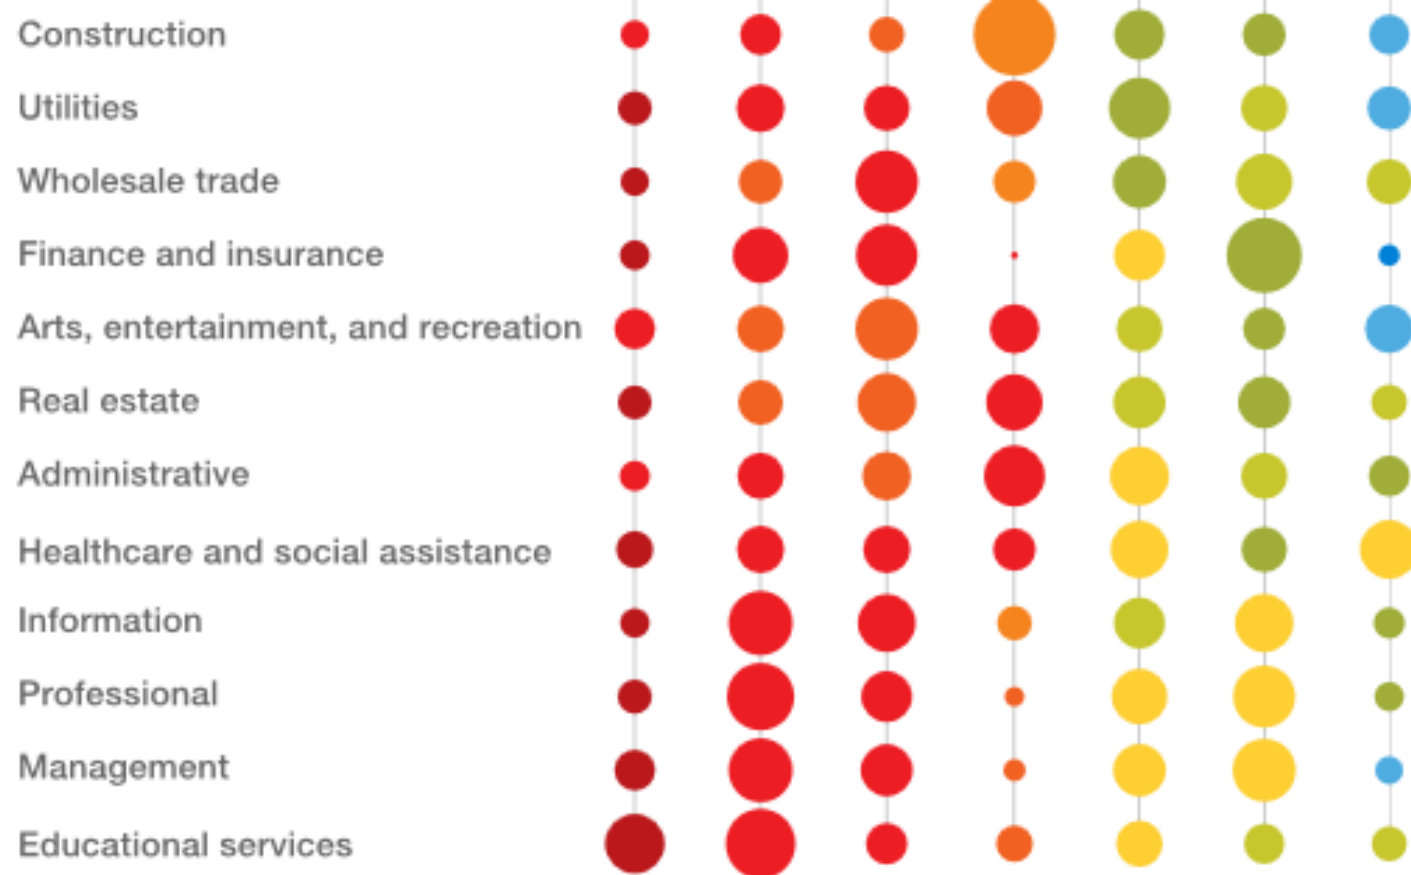 Construction
Utilities
Wholesale trade
Finance and insurance
Arts, entertainment, and recreation
Real estate
Administrative
Healthcare and social assistance
Information
Professional
Management
Educational services